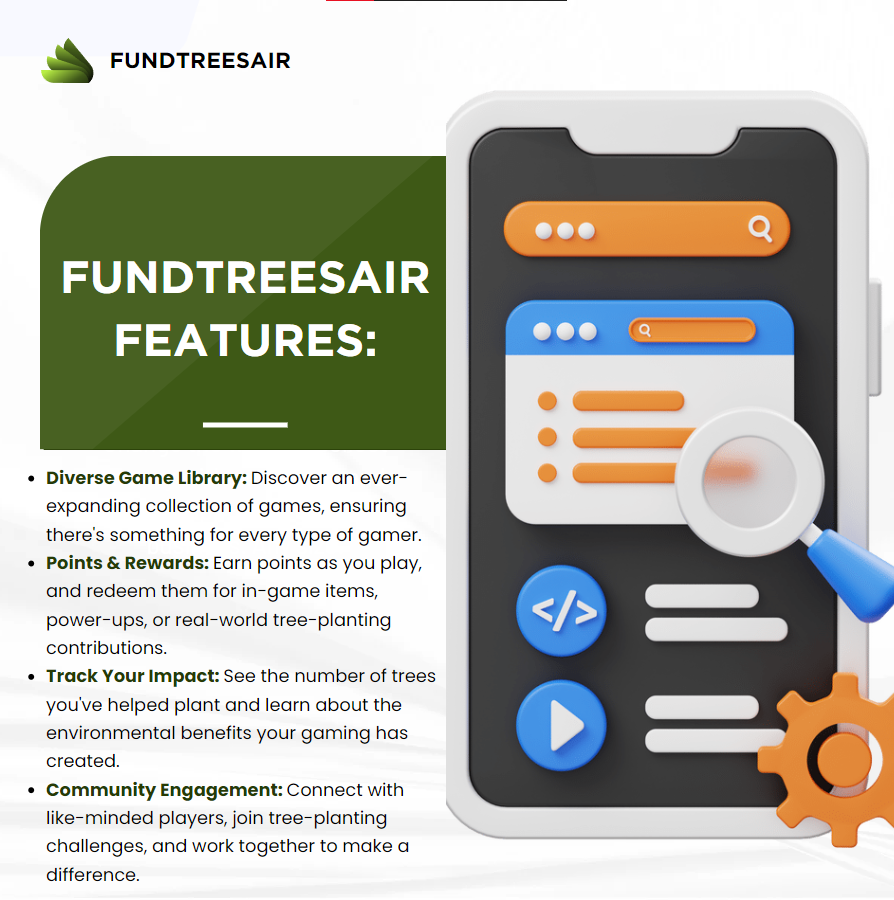 FUNDTREESAIR
FUNDTREESAIR
FEATURES:
• Diverse Game Library: Discover an ever-
expanding collection of games, ensuring
there's something for every type of gamer.
• Points & Rewards: Earn points as you play,
and redeem them for in-game items,
power-ups, or real-world tree-planting
contributions.
• Track Your Impact: See the number of trees
you've helped plant and learn about the
environmental benefits your gaming has
created.
• Community Engagement: Connect with
like-minded players, join tree-planting
challenges, and work together to make a
difference.
</>